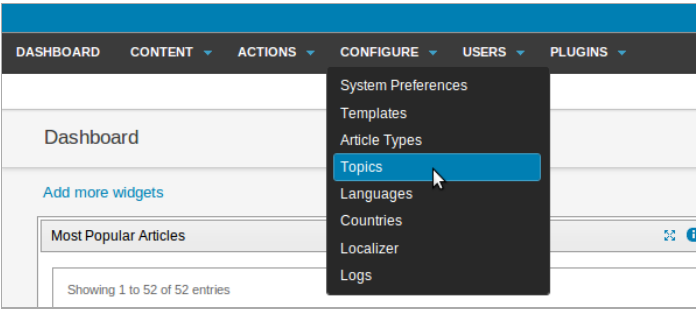 DASHBOARD CONTENT ACTIONS CONFIGURE USERS PLUGINS
System Preferences
Templates
Article Types
Topics
Languages
Countries
Localizer
Logs
Dashboard
Add more widgets
Most Popular Articles
Showing 1 to 52 of 52 entries